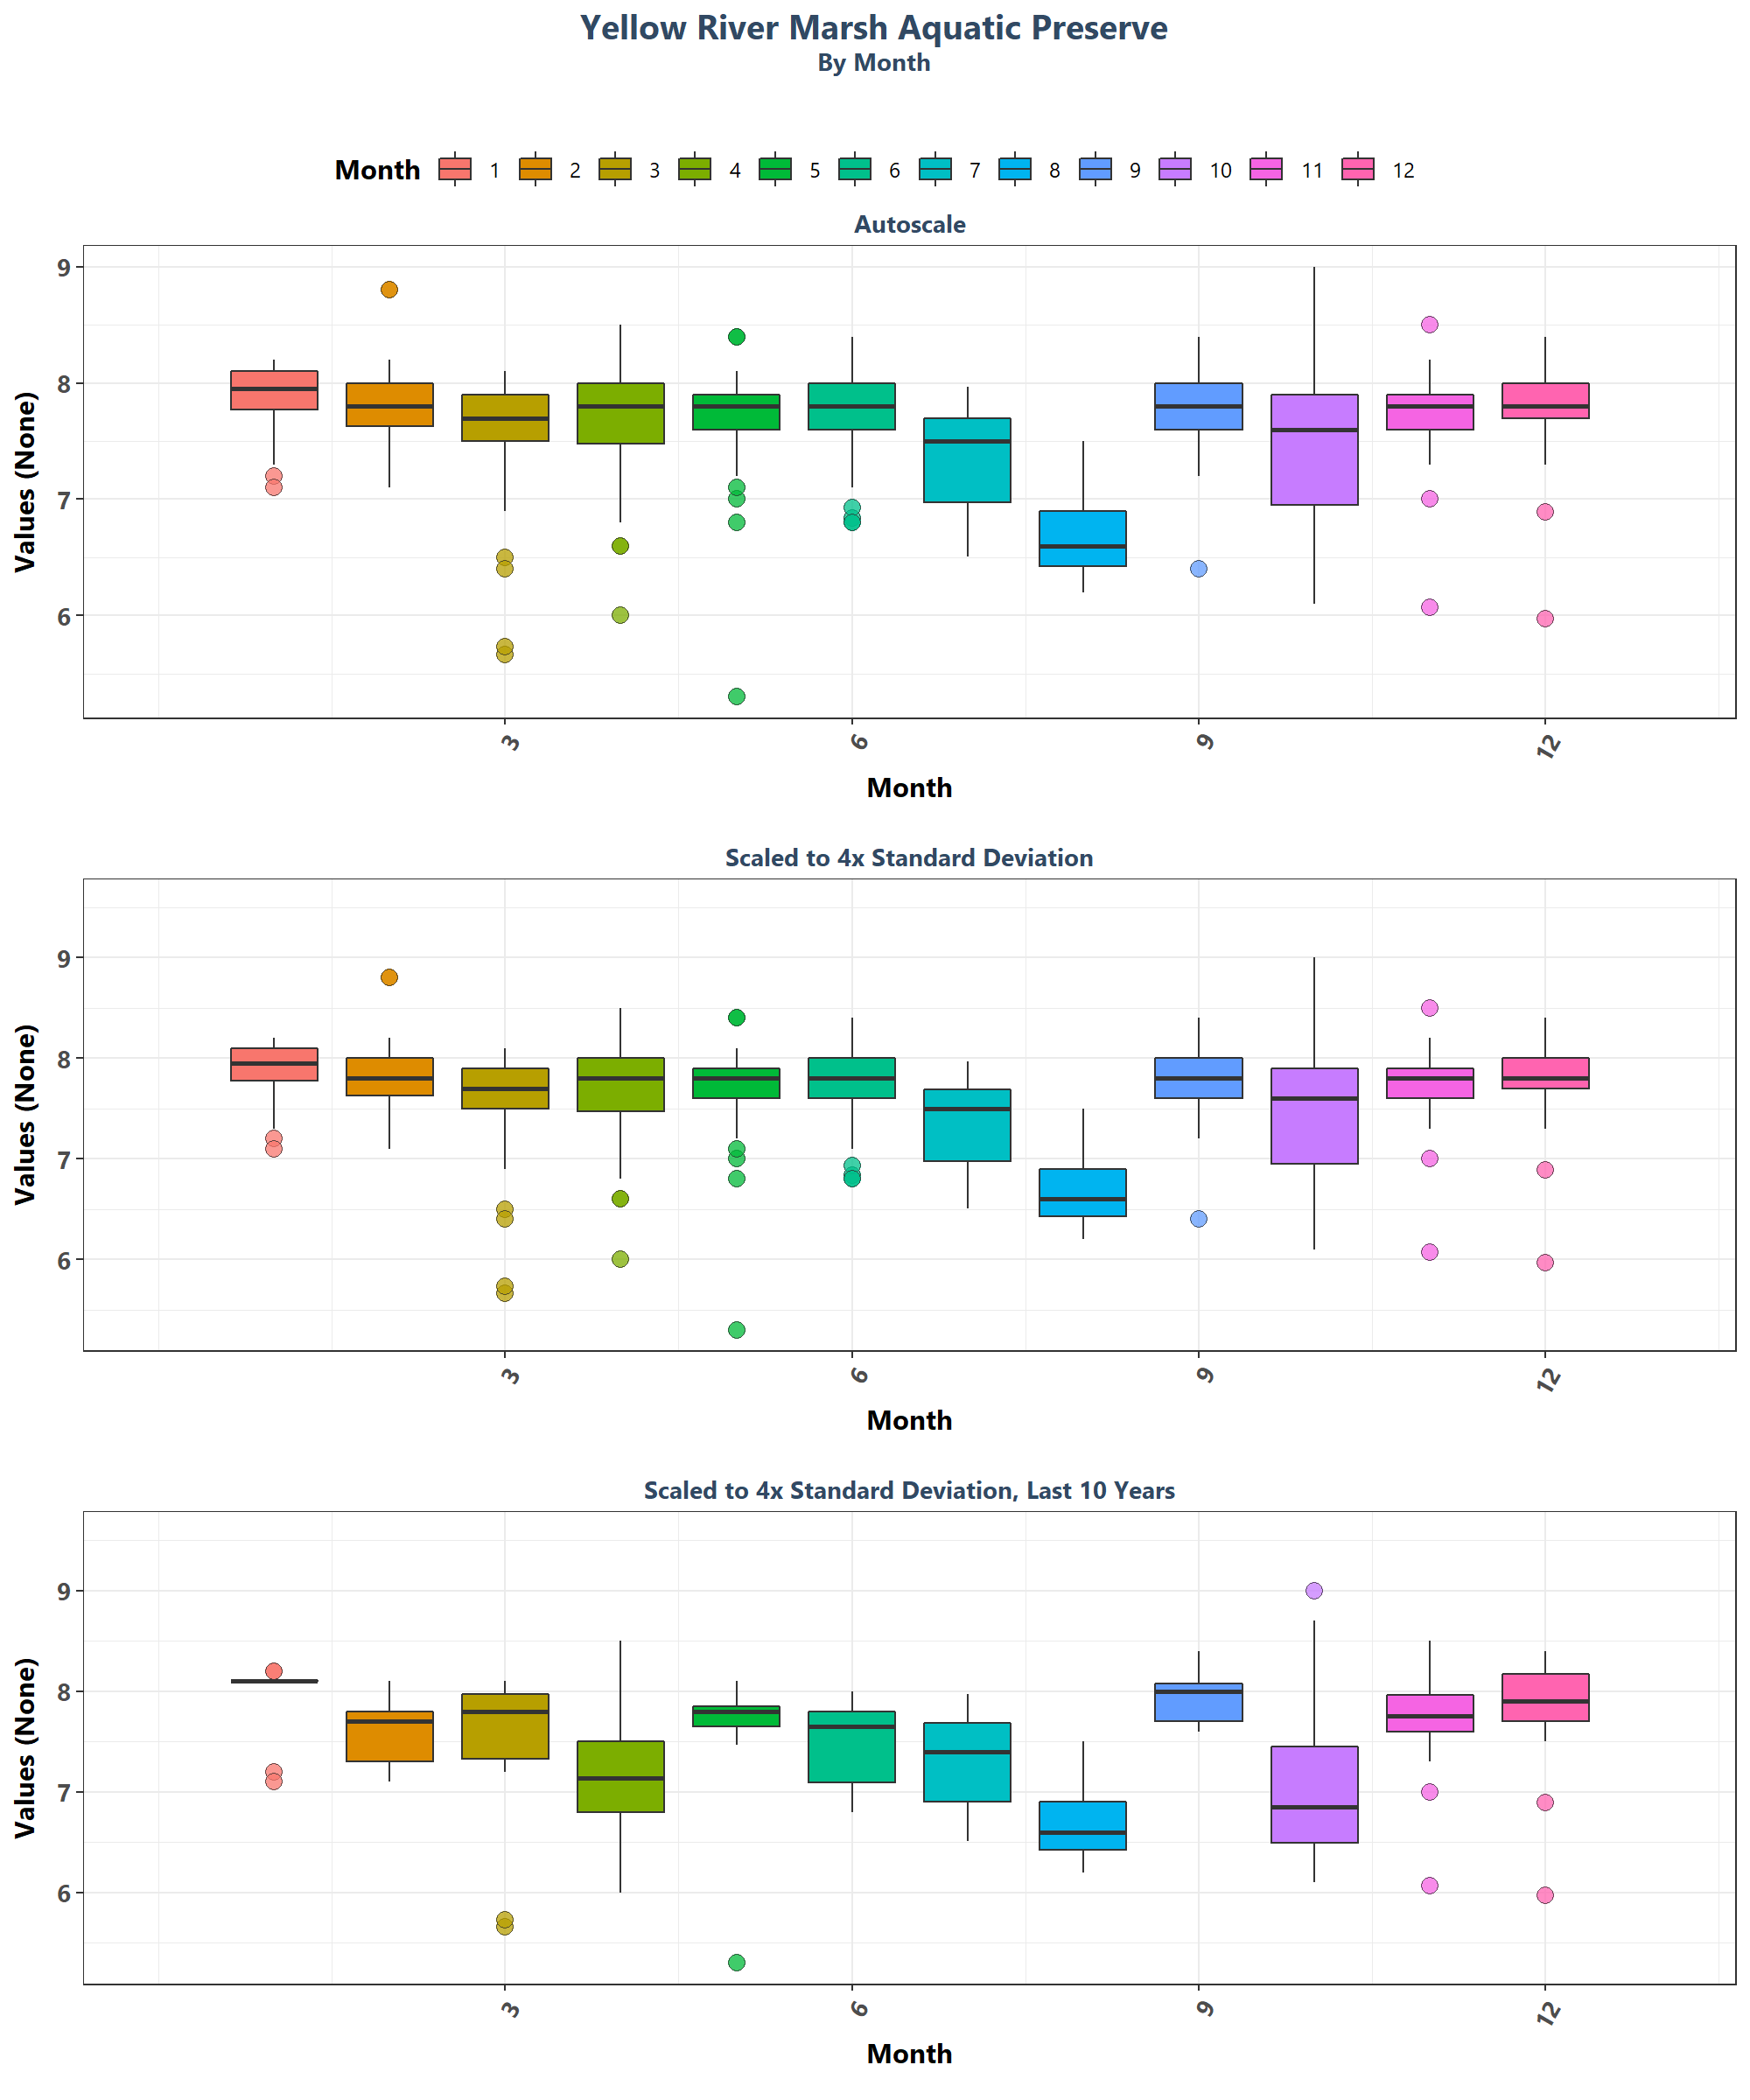 Yellow River Marsh Aquatic Preserve
By Month
Month 1 2 3 4 5 6 7 8 9 10 11 12
Autoscale
Values (None)
9
8
7
6
3 6 9 12
Month
Scaled to 4x Standard Deviation
Values (None)
9
8
7
6
3 6 9 12
Month
Scaled to 4x Standard Deviation, Last 10 Years
Values (None)
9
8
7
6
3 6 9 12
Month